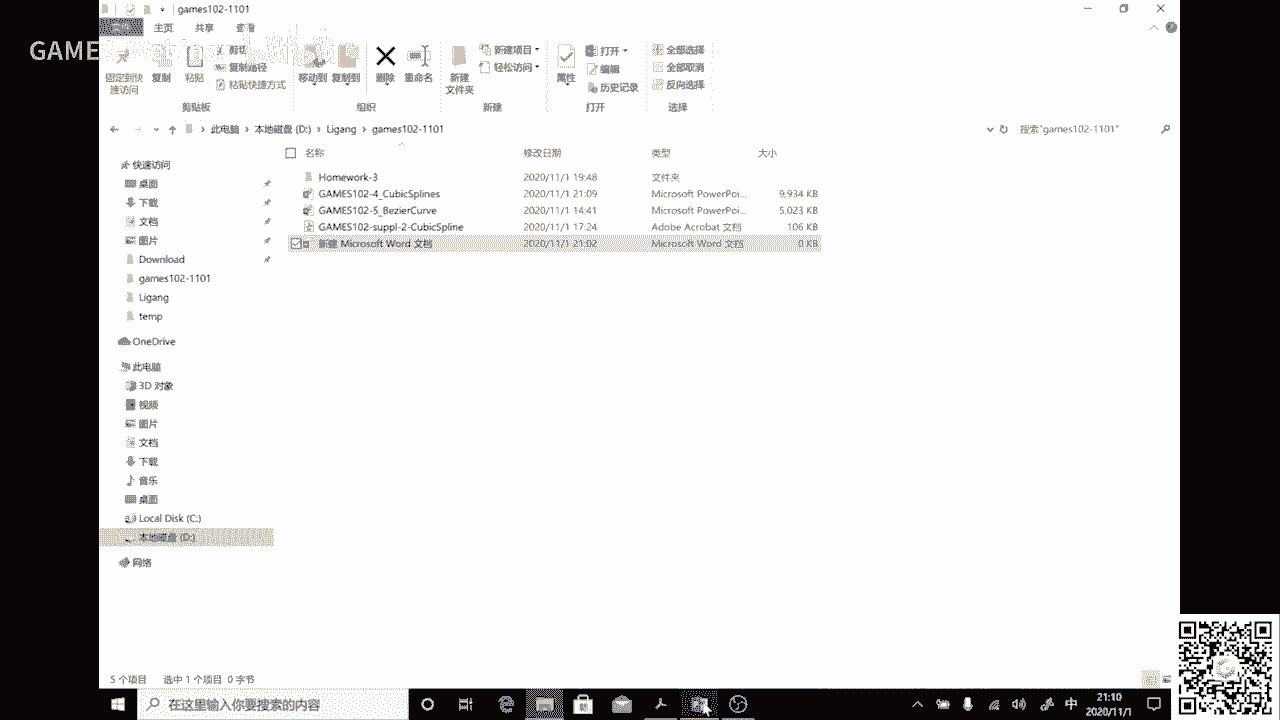 games102-1101
主页 共享 查看
GAME
固定到快速访问
复制
粘贴
剪切
复制路径
粘贴快捷方式
剪贴板
移动到
复制到
删除
重命名
组织
新建文件夹
新建项目
轻松访问
新建
属性
打开
编辑
历史记录
打开
全部选择
全部取消
反向选择
选择
此电脑 本地磁盘 (D:) Ligang games102-1101
搜索"games102-1101"
名称 修改日期 类型 大小
Homework-3 2020/11/1 19:48 文件夹
GAMES102-4_CubicSplines 2020/11/1 21:09 Microsoft PowerPoi... 9,934 KB
GAMES102-5_BezierCurve 2020/11/1 14:41 Microsoft PowerPoi... 5,023 KB
GAMES102-suppl-2-CubicSpline 2020/11/1 17:24 Adobe Acrobat 文档 106 KB
新建 Microsoft Word 文档 2020/11/1 21:02 Microsoft Word 文档 0 KB
快速访问
桌面
下载
文档
图片
Download
games102-1101
Ligang
temp
OneDrive
此电脑
3D 对象
视频
图片
文档
下载
音乐
桌面
Local Disk (C:)
本地磁盘 (D:)
网络
5 个项目 选中 1 个项目 0 字节
在这里输入你要搜索的内容
中
21:10
2020/11/1